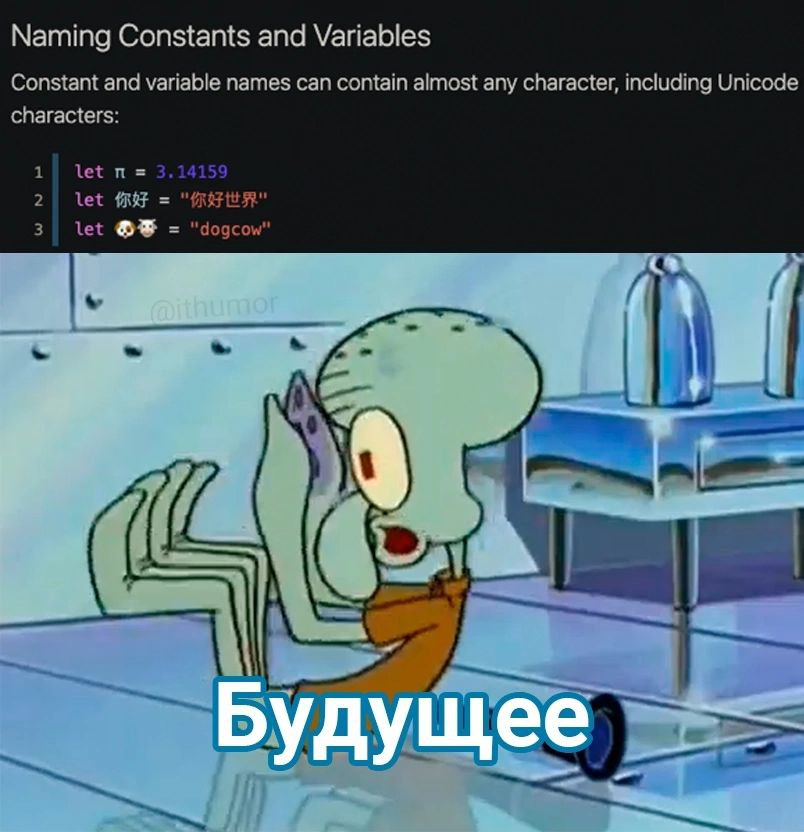 Naming Constants and Variables
Constant and variable names can contain almost any character, including Unicode
characters:
1 let π = 3.14159
2 let 你好 = "你好世界"
3 let 🐶🐮 = "dogcow"
@ithumor
Будущее